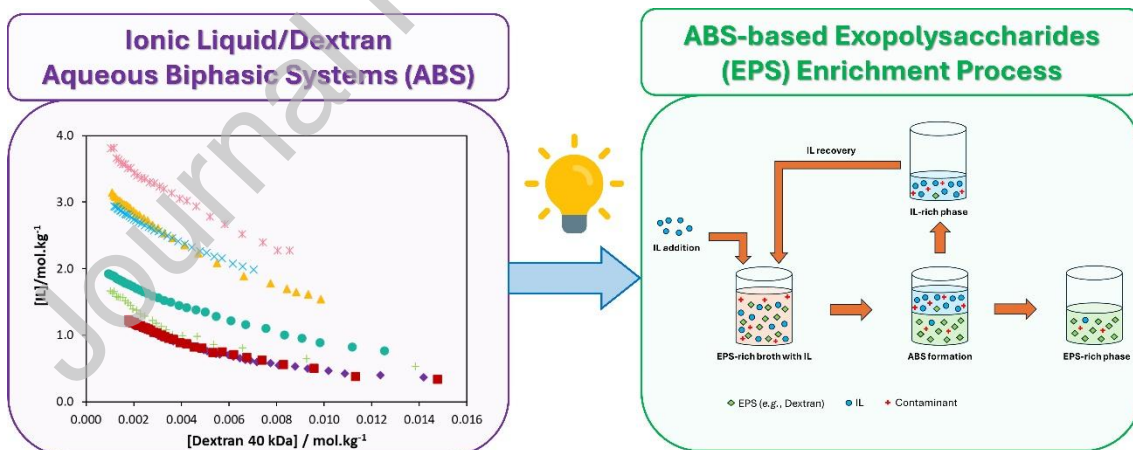 Ionic Liquid/Dextran
Aqueous Biphasic Systems (ABS)
4.0
3.0
2.0
1.0
0.0
[IL]/mol.kg⁻¹
0.000 0.002 0.004 0.006 0.008 0.010 0.012 0.014 0.016
[Dextran 40 kDa] / mol.kg⁻¹
Journal
ABS-based Exopolysaccharides
(EPS) Enrichment Process
IL recovery
IL-rich phase
IL addition
EPS-rich broth with IL
ABS formation
EPS-rich phase
EPS (e.g., Dextran)
IL
Contaminant